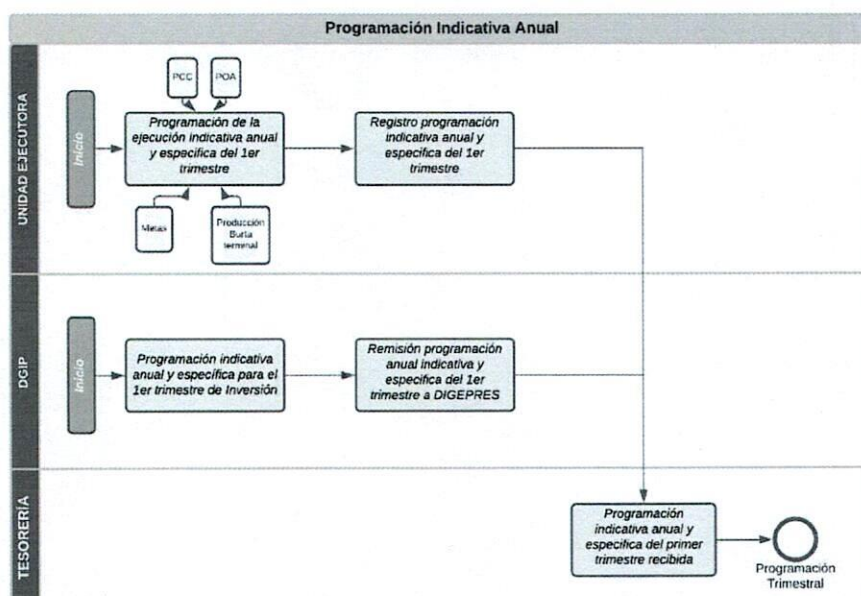 Programación Indicativa Anual
UNIDAD EJECUTORA
Inicio
PCC
POA
Programación de la
ejecución indicativa anual
y especifica del 1er
trimestre
Metas
Producción
Burta
terminal
Registro programación
indicativa anual y
especifica del 1er
trimestre
DGIP
Inicio
Programación indicativa
anual y específica para el
1er trimestre de Inversión
Remisión programación
anual indicativa y
especifica del 1er
trimestre a DIGEPRES
TESORERÍA
Programación
indicativa anual y
especifica del primer
trimestre recibida
Programación
Trimestral